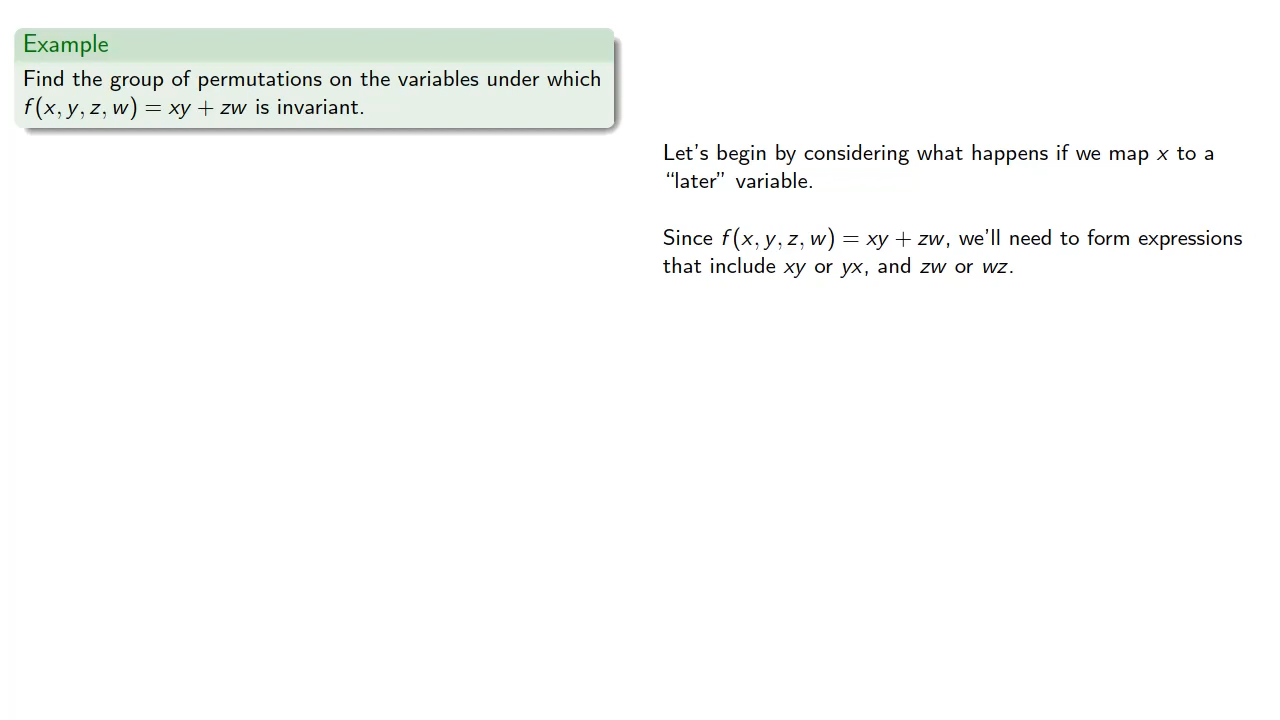 Example
Find the group of permutations on the variables under which
f(x, y, z, w) = xy + zw is invariant.
Let's begin by considering what happens if we map x to a
“later” variable.
Since f(x, y, z, w) = xy + zw, we'll need to form expressions
that include xy or yx, and zw or wz.